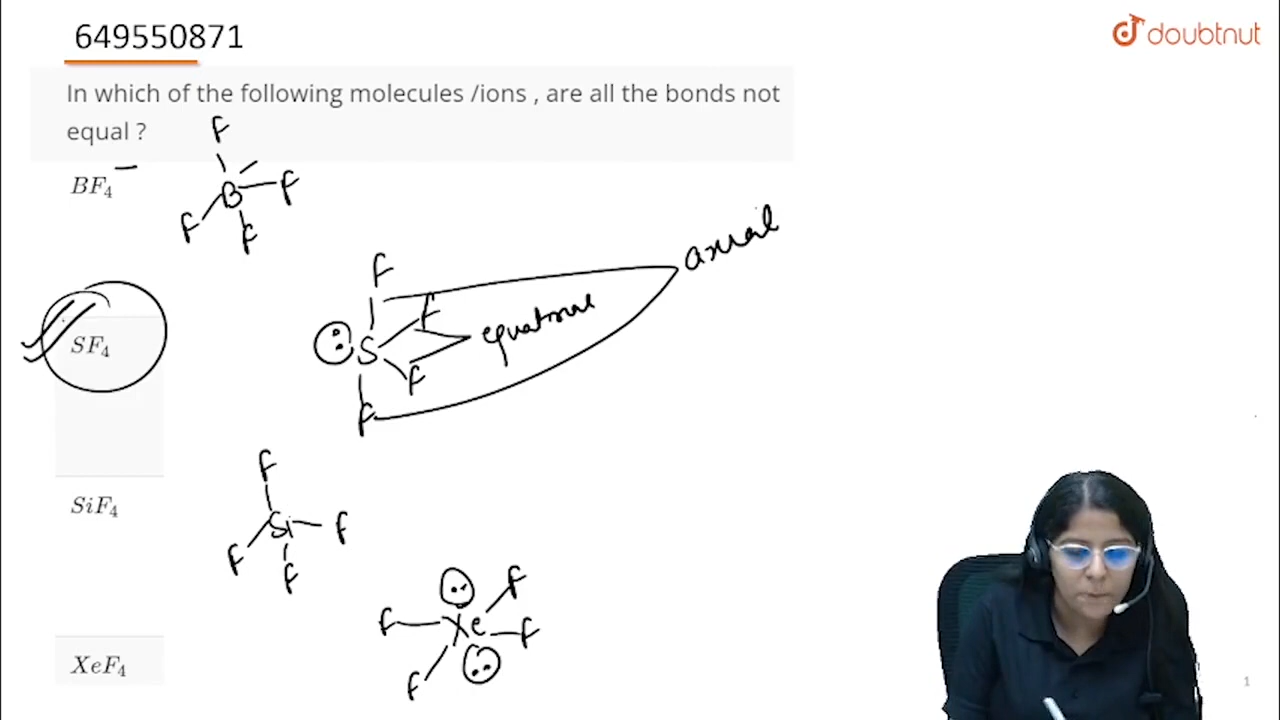 649550871
doubtnut
In which of the following molecules /ions , are all the bonds not
equal ?
BF₄ −
F
B F
F
F
SF₄
F
F
S
F
F
equatorial
axial
SiF₄
F
Si F
F
F
XeF₄
F
F Xe F
F
1